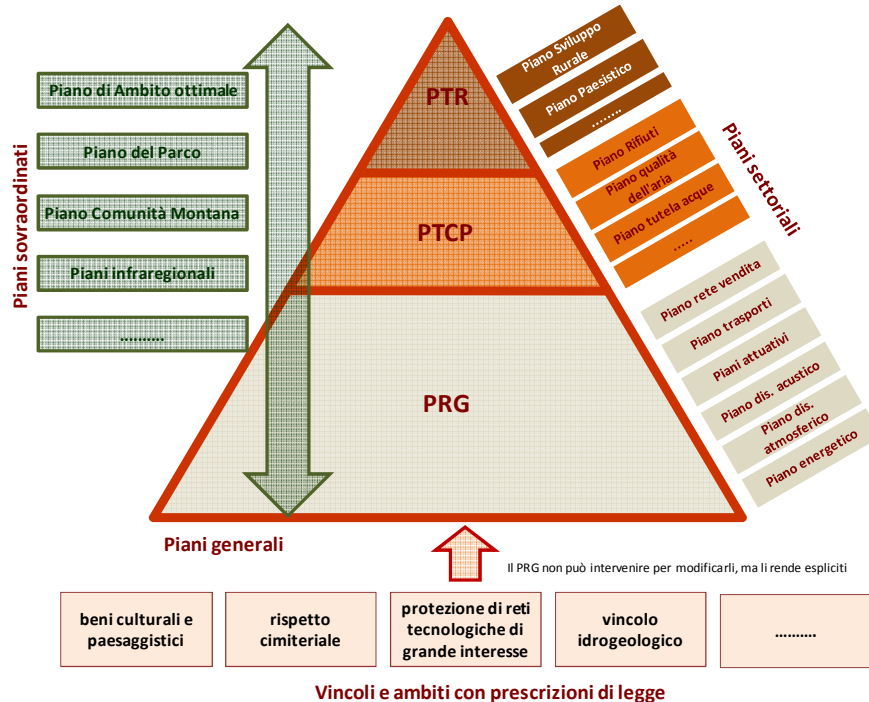 Piani sovraordinati
Piano di Ambito ottimale
Piano del Parco
Piano Comunità Montana
Piani infraregionali
..........
PTR
PTCP
PRG
Piani generali
Piano Sviluppo
Rurale
Piano Paesistico
........
Piano Rifiuti
Piano qualità
dell'aria
Piano tutela acque
.....
Piano rete vendita
Piano trasporti
Piani attuativi
Piano dis. acustico
Piano dis.
atmosferico
Piano energetico
Piani settoriali
Il PRG non può intervenire per modificarli, ma li rende espliciti
beni culturali e
paesaggistici
rispetto
cimiteriale
protezione di reti
tecnologiche di
grande interesse
vincolo
idrogeologico
..........
Vincoli e ambiti con prescrizioni di legge